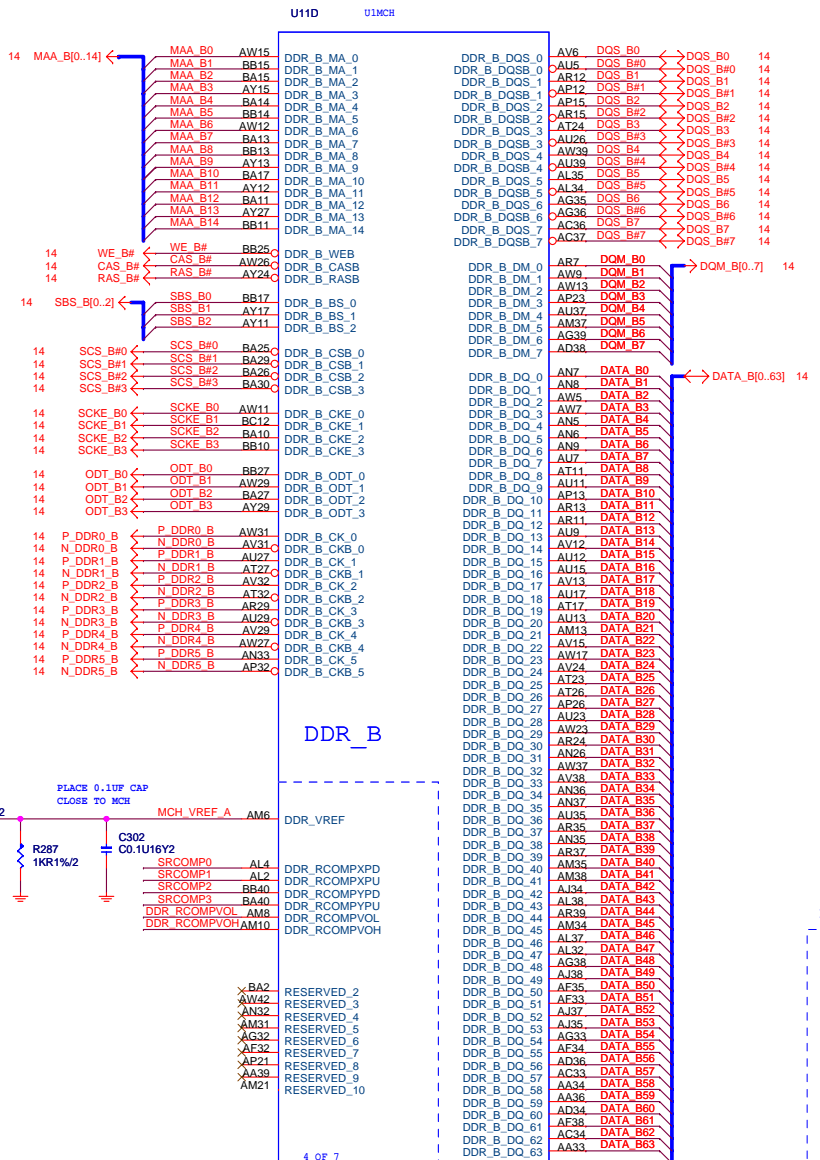 U11D U1MCH
14 MAA_B[0..14]
MAA_B0 AW15 DDR_B_MA_0
MAA_B1 BB15 DDR_B_MA_1
MAA_B2 BA15 DDR_B_MA_2
MAA_B3 AY15 DDR_B_MA_3
MAA_B4 BA14 DDR_B_MA_4
MAA_B5 BB14 DDR_B_MA_5
MAA_B6 AW12 DDR_B_MA_6
MAA_B7 BA13 DDR_B_MA_7
MAA_B8 BB13 DDR_B_MA_8
MAA_B9 AY13 DDR_B_MA_9
MAA_B10 BA17 DDR_B_MA_10
MAA_B11 AY12 DDR_B_MA_11
MAA_B12 BA11 DDR_B_MA_12
MAA_B13 AY27 DDR_B_MA_13
MAA_B14 BB11 DDR_B_MA_14
14 WE_B# WE_B# BB25 DDR_B_WEB
14 CAS_B# CAS_B# AW26 DDR_B_CASB
14 RAS_B# RAS_B# AY24 DDR_B_RASB
14 SBS_B[0..2]
SBS_B0 BB17 DDR_B_BS_0
SBS_B1 AY17 DDR_B_BS_1
SBS_B2 AY11 DDR_B_BS_2
14 SCS_B#0 SCS_B#0 BA25 DDR_B_CSB_0
14 SCS_B#1 SCS_B#1 BA29 DDR_B_CSB_1
14 SCS_B#2 SCS_B#2 BA26 DDR_B_CSB_2
14 SCS_B#3 SCS_B#3 BA30 DDR_B_CSB_3
14 SCKE_B0 SCKE_B0 AW11 DDR_B_CKE_0
14 SCKE_B1 SCKE_B1 BC12 DDR_B_CKE_1
14 SCKE_B2 SCKE_B2 BA10 DDR_B_CKE_2
14 SCKE_B3 SCKE_B3 BB10 DDR_B_CKE_3
14 ODT_B0 ODT_B0 BB27 DDR_B_ODT_0
14 ODT_B1 ODT_B1 AW29 DDR_B_ODT_1
14 ODT_B2 ODT_B2 BA27 DDR_B_ODT_2
14 ODT_B3 ODT_B3 AY29 DDR_B_ODT_3
14 P_DDR0_B P_DDR0_B AW31 DDR_B_CK_0
14 N_DDR0_B N_DDR0_B AV31 DDR_B_CKB_0
14 P_DDR1_B P_DDR1_B AU27 DDR_B_CK_1
14 N_DDR1_B N_DDR1_B AT27 DDR_B_CKB_1
14 P_DDR2_B P_DDR2_B AV32 DDR_B_CK_2
14 N_DDR2_B N_DDR2_B AT32 DDR_B_CKB_2
14 P_DDR3_B P_DDR3_B AR29 DDR_B_CK_3
14 N_DDR3_B N_DDR3_B AU29 DDR_B_CKB_3
14 P_DDR4_B P_DDR4_B AV29 DDR_B_CK_4
14 N_DDR4_B N_DDR4_B AW27 DDR_B_CKB_4
14 P_DDR5_B P_DDR5_B AN33 DDR_B_CK_5
14 N_DDR5_B N_DDR5_B AP32 DDR_B_CKB_5
DDR_B
PLACE 0.1UF CAP
CLOSE TO MCH
2
MCH_VREF_A AM6 DDR_VREF
R287
1KR1%/2
C302
C0.1U16Y2
SRCOMP0 AL4 DDR_RCOMPXPD
SRCOMP1 AL2 DDR_RCOMPXPU
SRCOMP2 BB40 DDR_RCOMPYPD
SRCOMP3 BA40 DDR_RCOMPYPU
DDR_RCOMPVOL AM8 DDR_RCOMPVOL
DDR_RCOMPVOH AM10 DDR_RCOMPVOH
BA2 RESERVED_2
AW42 RESERVED_3
AN32 RESERVED_4
AM31 RESERVED_5
AG32 RESERVED_6
AF32 RESERVED_7
AP21 RESERVED_8
AA39 RESERVED_9
AM21 RESERVED_10
4 OF 7
DDR_B_DQS_0 AV6 DQS_B0 DQS_B0 14
DDR_B_DQSB_0 AU5 DQS_B#0 DQS_B#0 14
DDR_B_DQS_1 AR12 DQS_B1 DQS_B1 14
DDR_B_DQSB_1 AP12 DQS_B#1 DQS_B#1 14
DDR_B_DQS_2 AP15 DQS_B2 DQS_B2 14
DDR_B_DQSB_2 AR15 DQS_B#2 DQS_B#2 14
DDR_B_DQS_3 AT24 DQS_B3 DQS_B3 14
DDR_B_DQSB_3 AU26 DQS_B#3 DQS_B#3 14
DDR_B_DQS_4 AW39 DQS_B4 DQS_B4 14
DDR_B_DQSB_4 AU39 DQS_B#4 DQS_B#4 14
DDR_B_DQS_5 AL35 DQS_B5 DQS_B5 14
DDR_B_DQSB_5 AL34 DQS_B#5 DQS_B#5 14
DDR_B_DQS_6 AG35 DQS_B6 DQS_B6 14
DDR_B_DQSB_6 AG36 DQS_B#6 DQS_B#6 14
DDR_B_DQS_7 AC36 DQS_B7 DQS_B7 14
DDR_B_DQSB_7 AC37 DQS_B#7 DQS_B#7 14
DDR_B_DM_0 AR7 DQM_B0 DQM_B[0..7] 14
DDR_B_DM_1 AW9 DQM_B1
DDR_B_DM_2 AW13 DQM_B2
DDR_B_DM_3 AP23 DQM_B3
DDR_B_DM_4 AU37 DQM_B4
DDR_B_DM_5 AM37 DQM_B5
DDR_B_DM_6 AG39 DQM_B6
DDR_B_DM_7 AD38 DQM_B7
DDR_B_DQ_0 AN7 DATA_B0 DATA_B[0..63] 14
DDR_B_DQ_1 AN8 DATA_B1
DDR_B_DQ_2 AW5 DATA_B2
DDR_B_DQ_3 AW7 DATA_B3
DDR_B_DQ_4 AN5 DATA_B4
DDR_B_DQ_5 AN6 DATA_B5
DDR_B_DQ_6 AN9 DATA_B6
DDR_B_DQ_7 AU7 DATA_B7
DDR_B_DQ_8 AT11 DATA_B8
DDR_B_DQ_9 AU11 DATA_B9
DDR_B_DQ_10 AP13 DATA_B10
DDR_B_DQ_11 AR13 DATA_B11
DDR_B_DQ_12 AR11 DATA_B12
DDR_B_DQ_13 AU9 DATA_B13
DDR_B_DQ_14 AV12 DATA_B14
DDR_B_DQ_15 AU12 DATA_B15
DDR_B_DQ_16 AU15 DATA_B16
DDR_B_DQ_17 AV13 DATA_B17
DDR_B_DQ_18 AU17 DATA_B18
DDR_B_DQ_19 AT17 DATA_B19
DDR_B_DQ_20 AU13 DATA_B20
DDR_B_DQ_21 AM13 DATA_B21
DDR_B_DQ_22 AV15 DATA_B22
DDR_B_DQ_23 AW17 DATA_B23
DDR_B_DQ_24 AV24 DATA_B24
DDR_B_DQ_25 AT23 DATA_B25
DDR_B_DQ_26 AT26 DATA_B26
DDR_B_DQ_27 AP26 DATA_B27
DDR_B_DQ_28 AU23 DATA_B28
DDR_B_DQ_29 AW23 DATA_B29
DDR_B_DQ_30 AR24 DATA_B30
DDR_B_DQ_31 AN26 DATA_B31
DDR_B_DQ_32 AW37 DATA_B32
DDR_B_DQ_33 AV38 DATA_B33
DDR_B_DQ_34 AN36 DATA_B34
DDR_B_DQ_35 AN37 DATA_B35
DDR_B_DQ_36 AU35 DATA_B36
DDR_B_DQ_37 AR35 DATA_B37
DDR_B_DQ_38 AN35 DATA_B38
DDR_B_DQ_39 AR37 DATA_B39
DDR_B_DQ_40 AM35 DATA_B40
DDR_B_DQ_41 AM38 DATA_B41
DDR_B_DQ_42 AJ34 DATA_B42
DDR_B_DQ_43 AL38 DATA_B43
DDR_B_DQ_44 AR39 DATA_B44
DDR_B_DQ_45 AM34 DATA_B45
DDR_B_DQ_46 AL37 DATA_B46
DDR_B_DQ_47 AL32 DATA_B47
DDR_B_DQ_48 AG38 DATA_B48
DDR_B_DQ_49 AJ38 DATA_B49
DDR_B_DQ_50 AF35 DATA_B50
DDR_B_DQ_51 AF33 DATA_B51
DDR_B_DQ_52 AJ37 DATA_B52
DDR_B_DQ_53 AJ35 DATA_B53
DDR_B_DQ_54 AG33 DATA_B54
DDR_B_DQ_55 AF34 DATA_B55
DDR_B_DQ_56 AD36 DATA_B56
DDR_B_DQ_57 AC33 DATA_B57
DDR_B_DQ_58 AA34 DATA_B58
DDR_B_DQ_59 AA36 DATA_B59
DDR_B_DQ_60 AD34 DATA_B60
DDR_B_DQ_61 AF38 DATA_B61
DDR_B_DQ_62 AC34 DATA_B62
DDR_B_DQ_63 AA33 DATA_B63